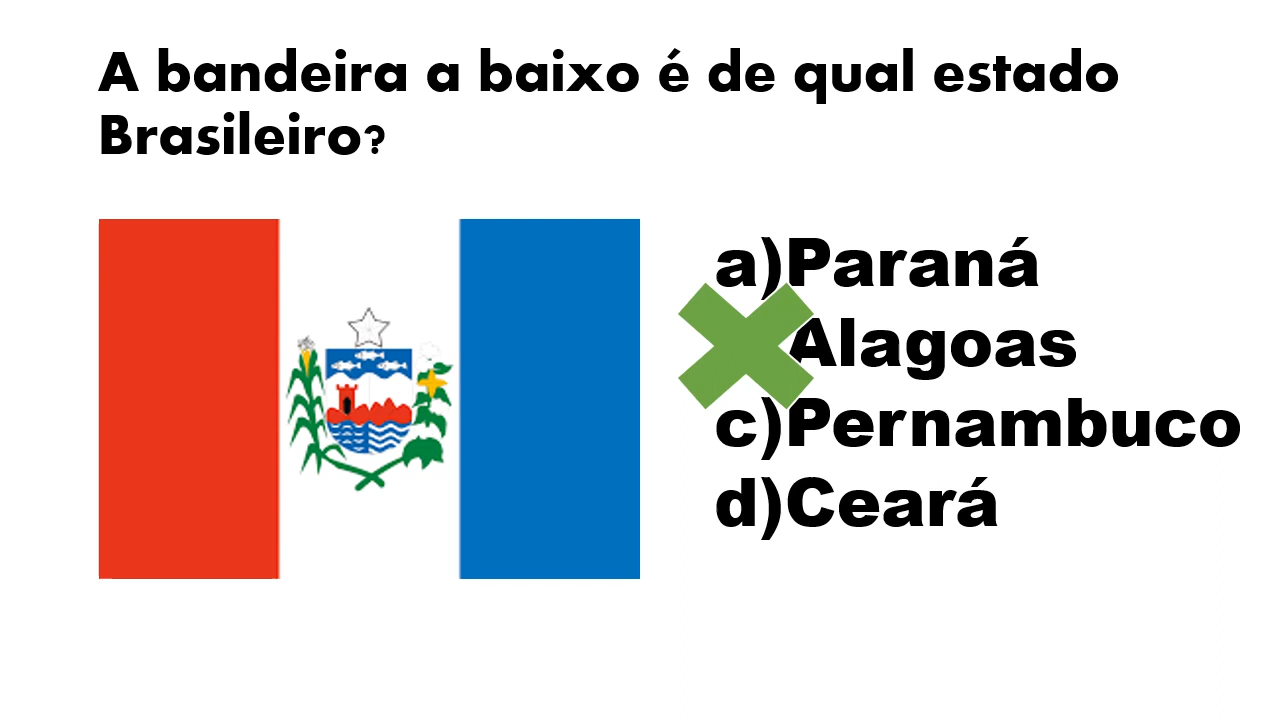 A bandeira a baixo é de qual estado
Brasileiro?
a)Paraná
Alagoas
c)Pernambuco
d)Ceará